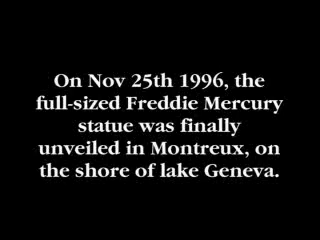 On Nov 25th 1996, the
full-sized Freddie Mercury
statue was finally
unveiled in Montreux, on
the shore of lake Geneva.